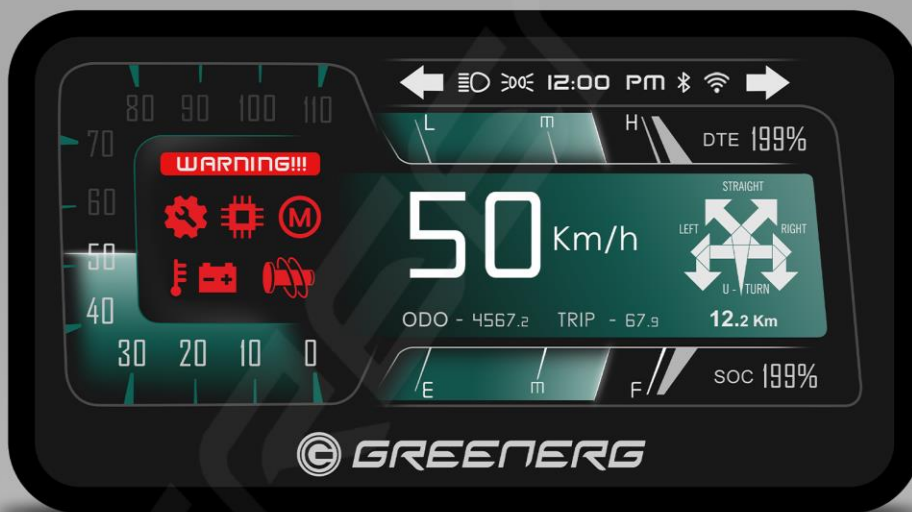 12:00 PM
80 90 100 110
70
60
50
40
30 20 10 0
WARNING!!!
M
L m H
DTE 199%
50 Km/h
STRAIGHT
LEFT
RIGHT
U - TURN
ODO - 4567.2 TRIP - 67.9
12.2 Km
E m F
SOC 199%
GREENERG